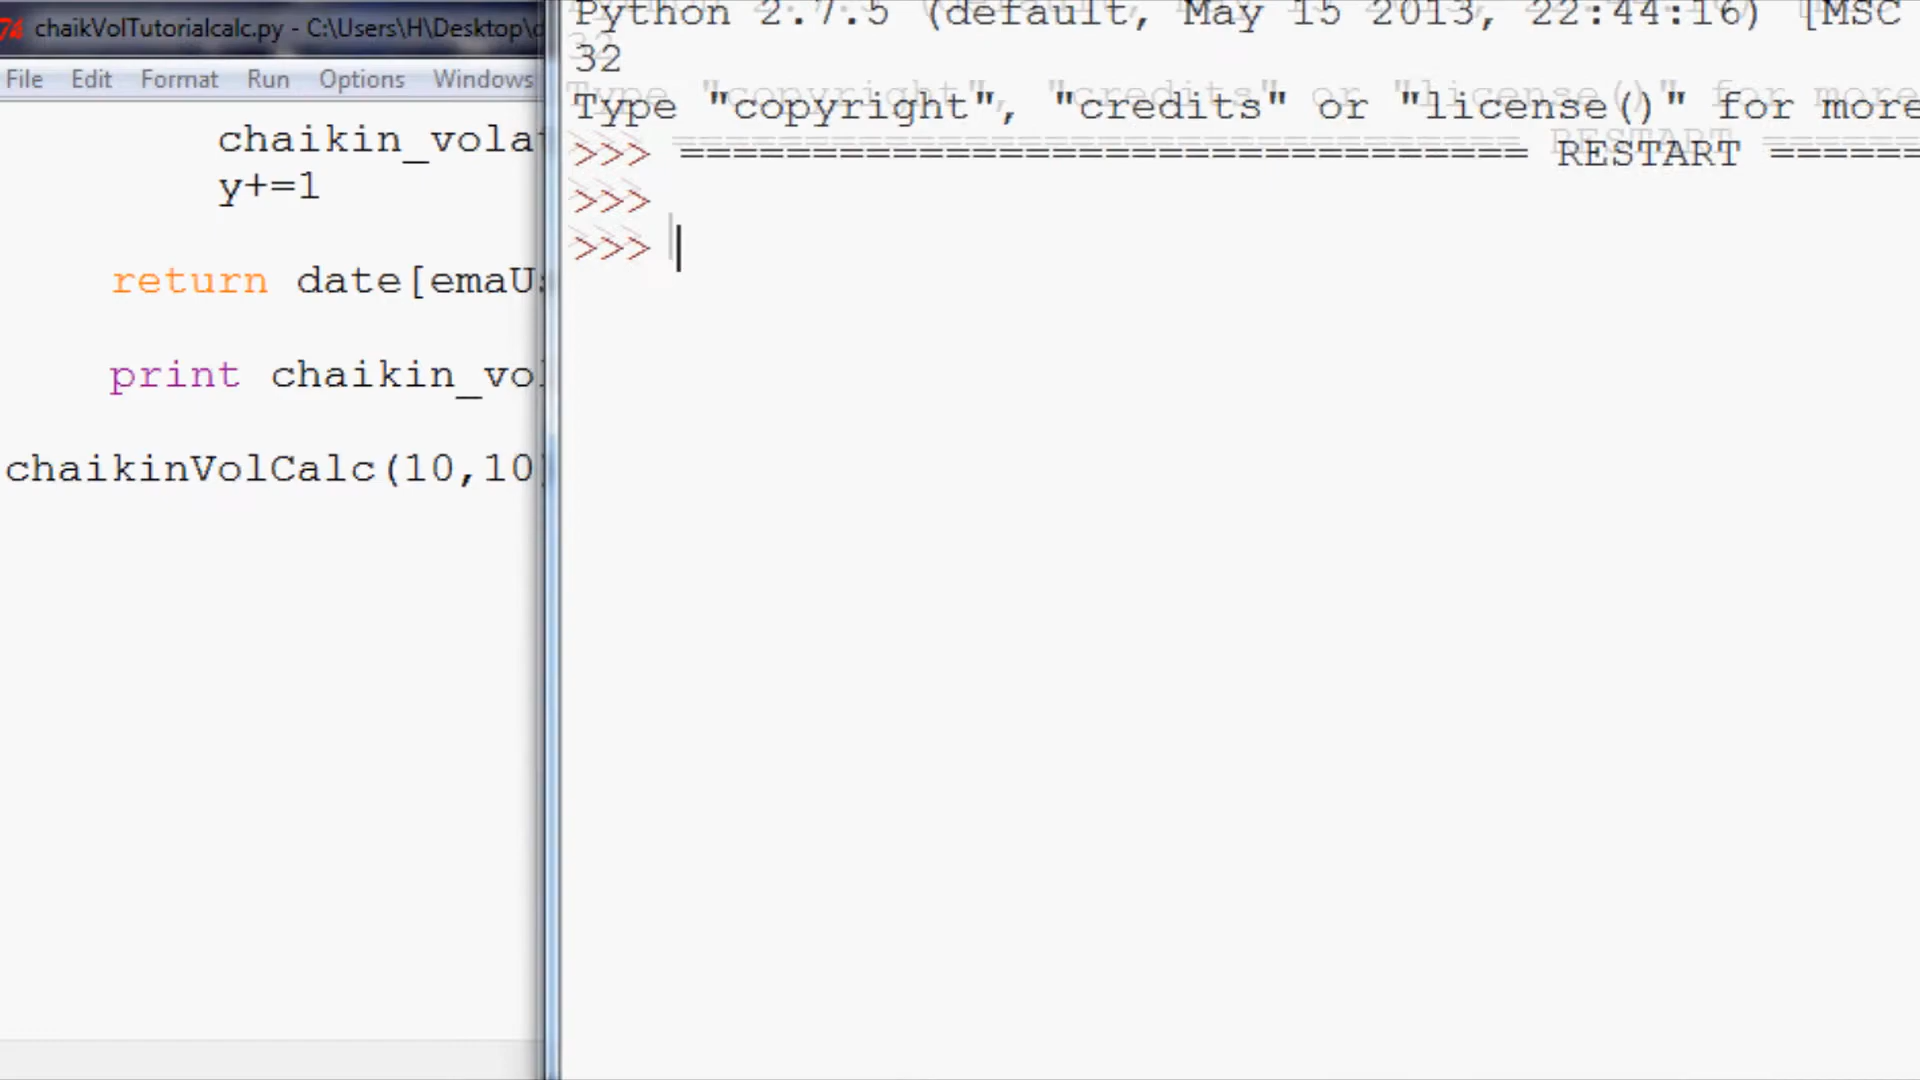 chaikVolTutorialcalc.py - C:\Users\H\Desktop\
File Edit Format Run Options Windows
chaikin_vola
y+=1
return date[emaU
print chaikin_vo
chaikinVolCalc(10,10)
Python 2.7.5 (default, May 15 2013, 22:44:16) [MSC
32
Type "copyright", "credits" or "license()" for more
>>> ================================ RESTART ======
>>>
>>>